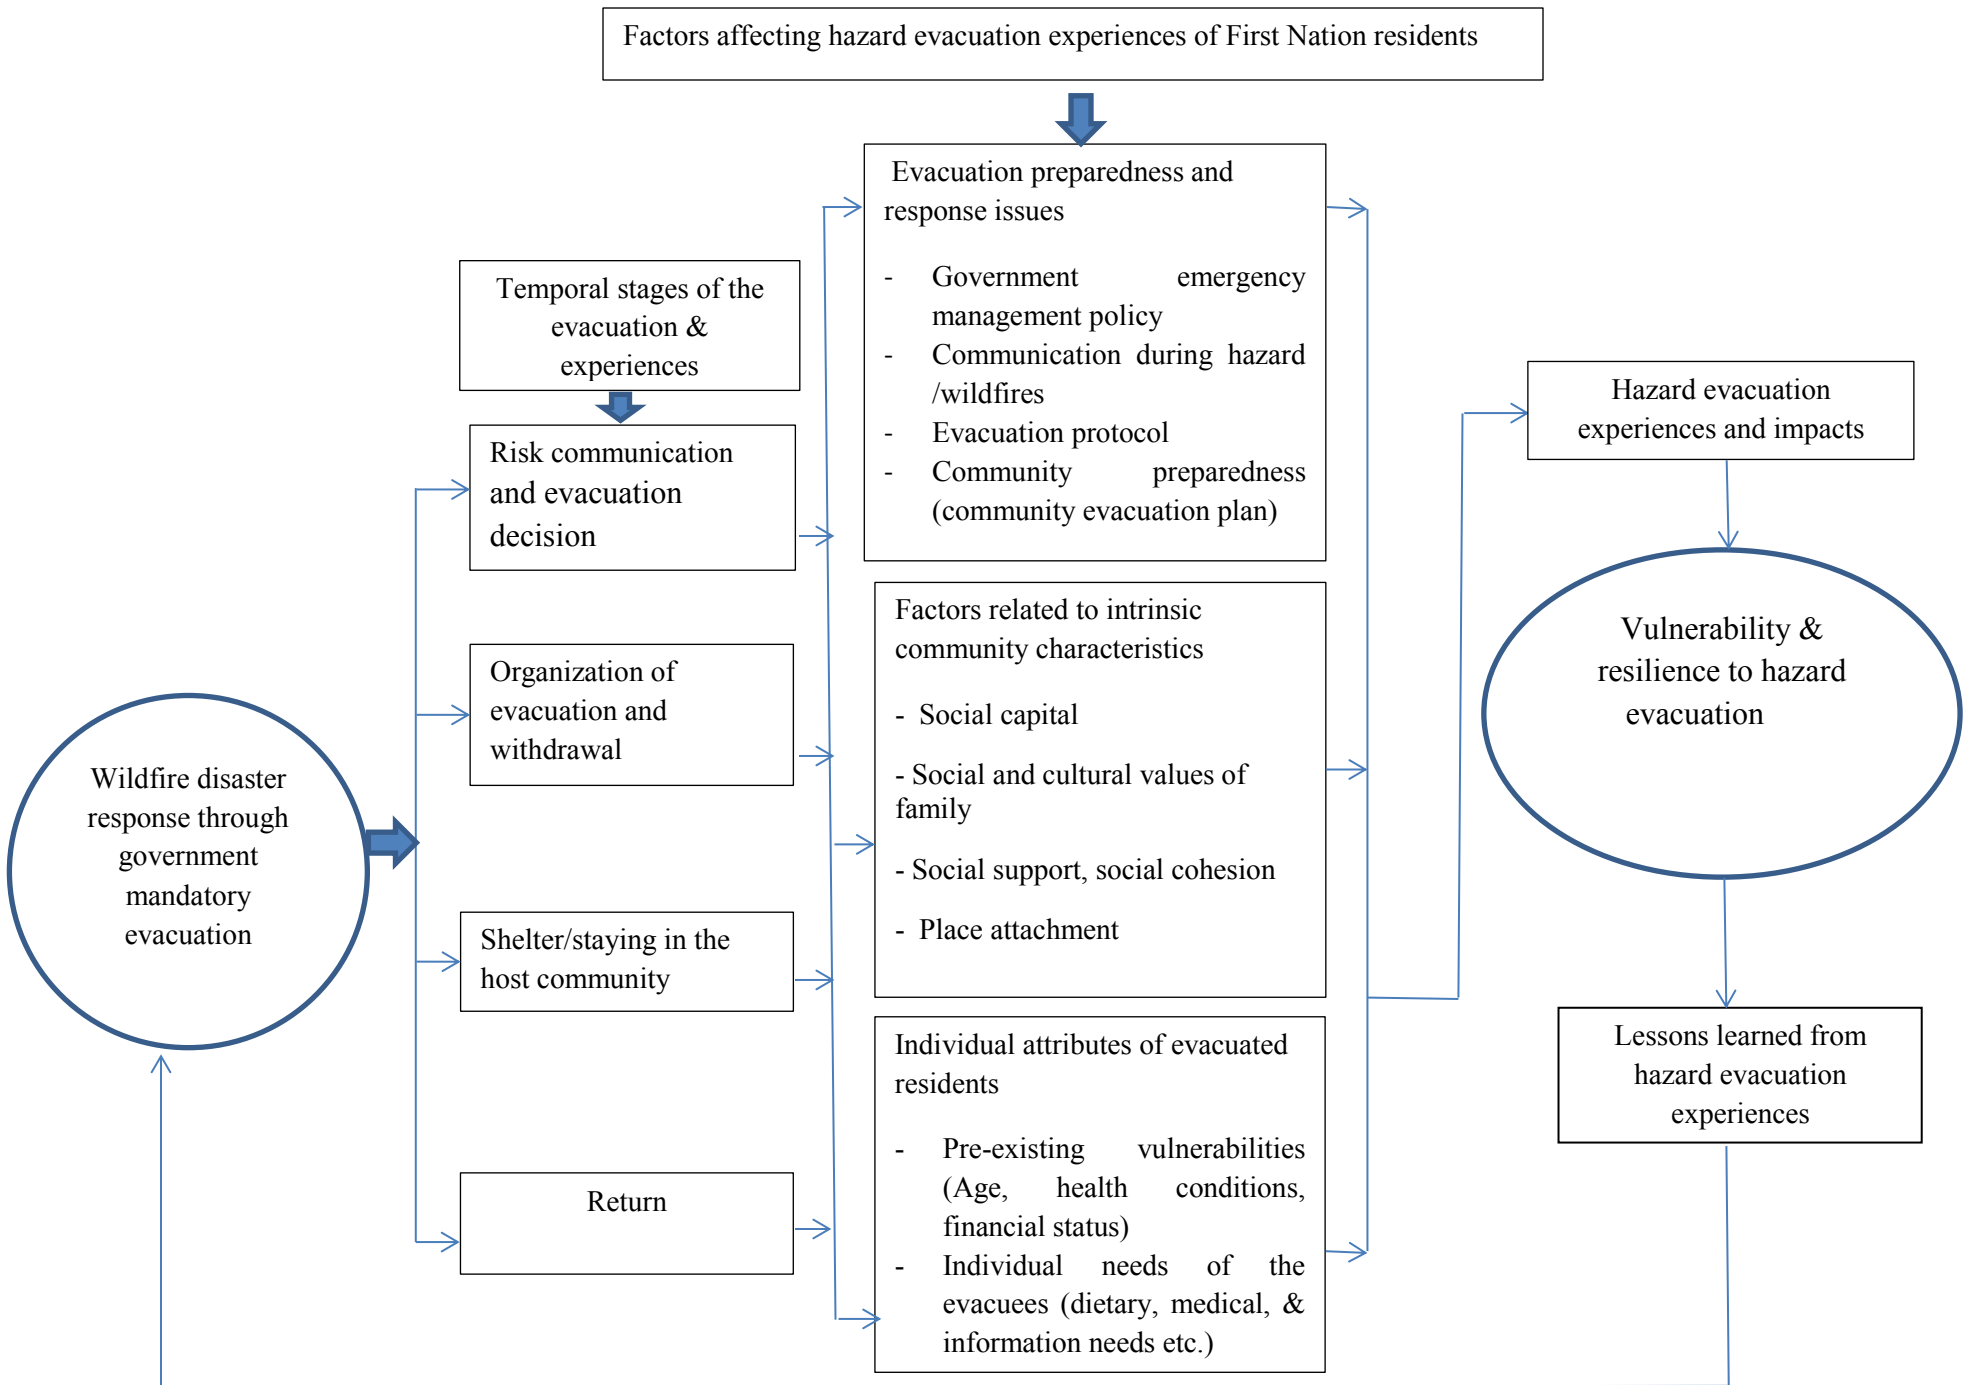 Factors affecting hazard evacuation experiences of First Nation residents
Temporal stages of the
evacuation &
experiences
Wildfire disaster
response through
government
mandatory
evacuation
Risk communication
and evacuation
decision
Organization of
evacuation and
withdrawal
Shelter/staying in the
host community
Return
Evacuation preparedness and
response issues
- Government emergency
management policy
- Communication during hazard
/wildfires
- Evacuation protocol
- Community preparedness
(community evacuation plan)
Factors related to intrinsic
community characteristics
- Social capital
- Social and cultural values of
family
- Social support, social cohesion
- Place attachment
Individual attributes of evacuated
residents
- Pre-existing vulnerabilities
(Age, health conditions,
financial status)
- Individual needs of the
evacuees (dietary, medical, &
information needs etc.)
Hazard evacuation
experiences and impacts
Vulnerability &
resilience to hazard
evacuation
Lessons learned from
hazard evacuation
experiences